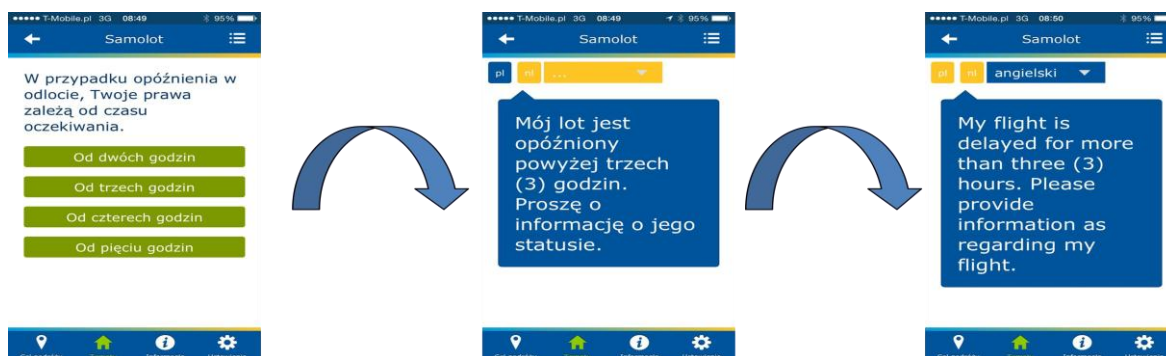 T-Mobile.pl 3G 08:49 95%
Samolot
W przypadku opóźnienia w
odlocie, Twoje prawa
zależą od czasu
oczekiwania.
Od dwóch godzin
Od trzech godzin
Od czterech godzin
Od pięciu godzin
T-Mobile.pl 3G 08:49 95%
Samolot
pl nl ...
Mój lot jest
opóźniony
powyżej trzech
(3) godzin.
Proszę o
informację o jego
statusie.
T-Mobile.pl 3G 08:50 95%
Samolot
pl nl angielski
My flight is
delayed for more
than three (3)
hours. Please
provide
information as
regarding my
flight.